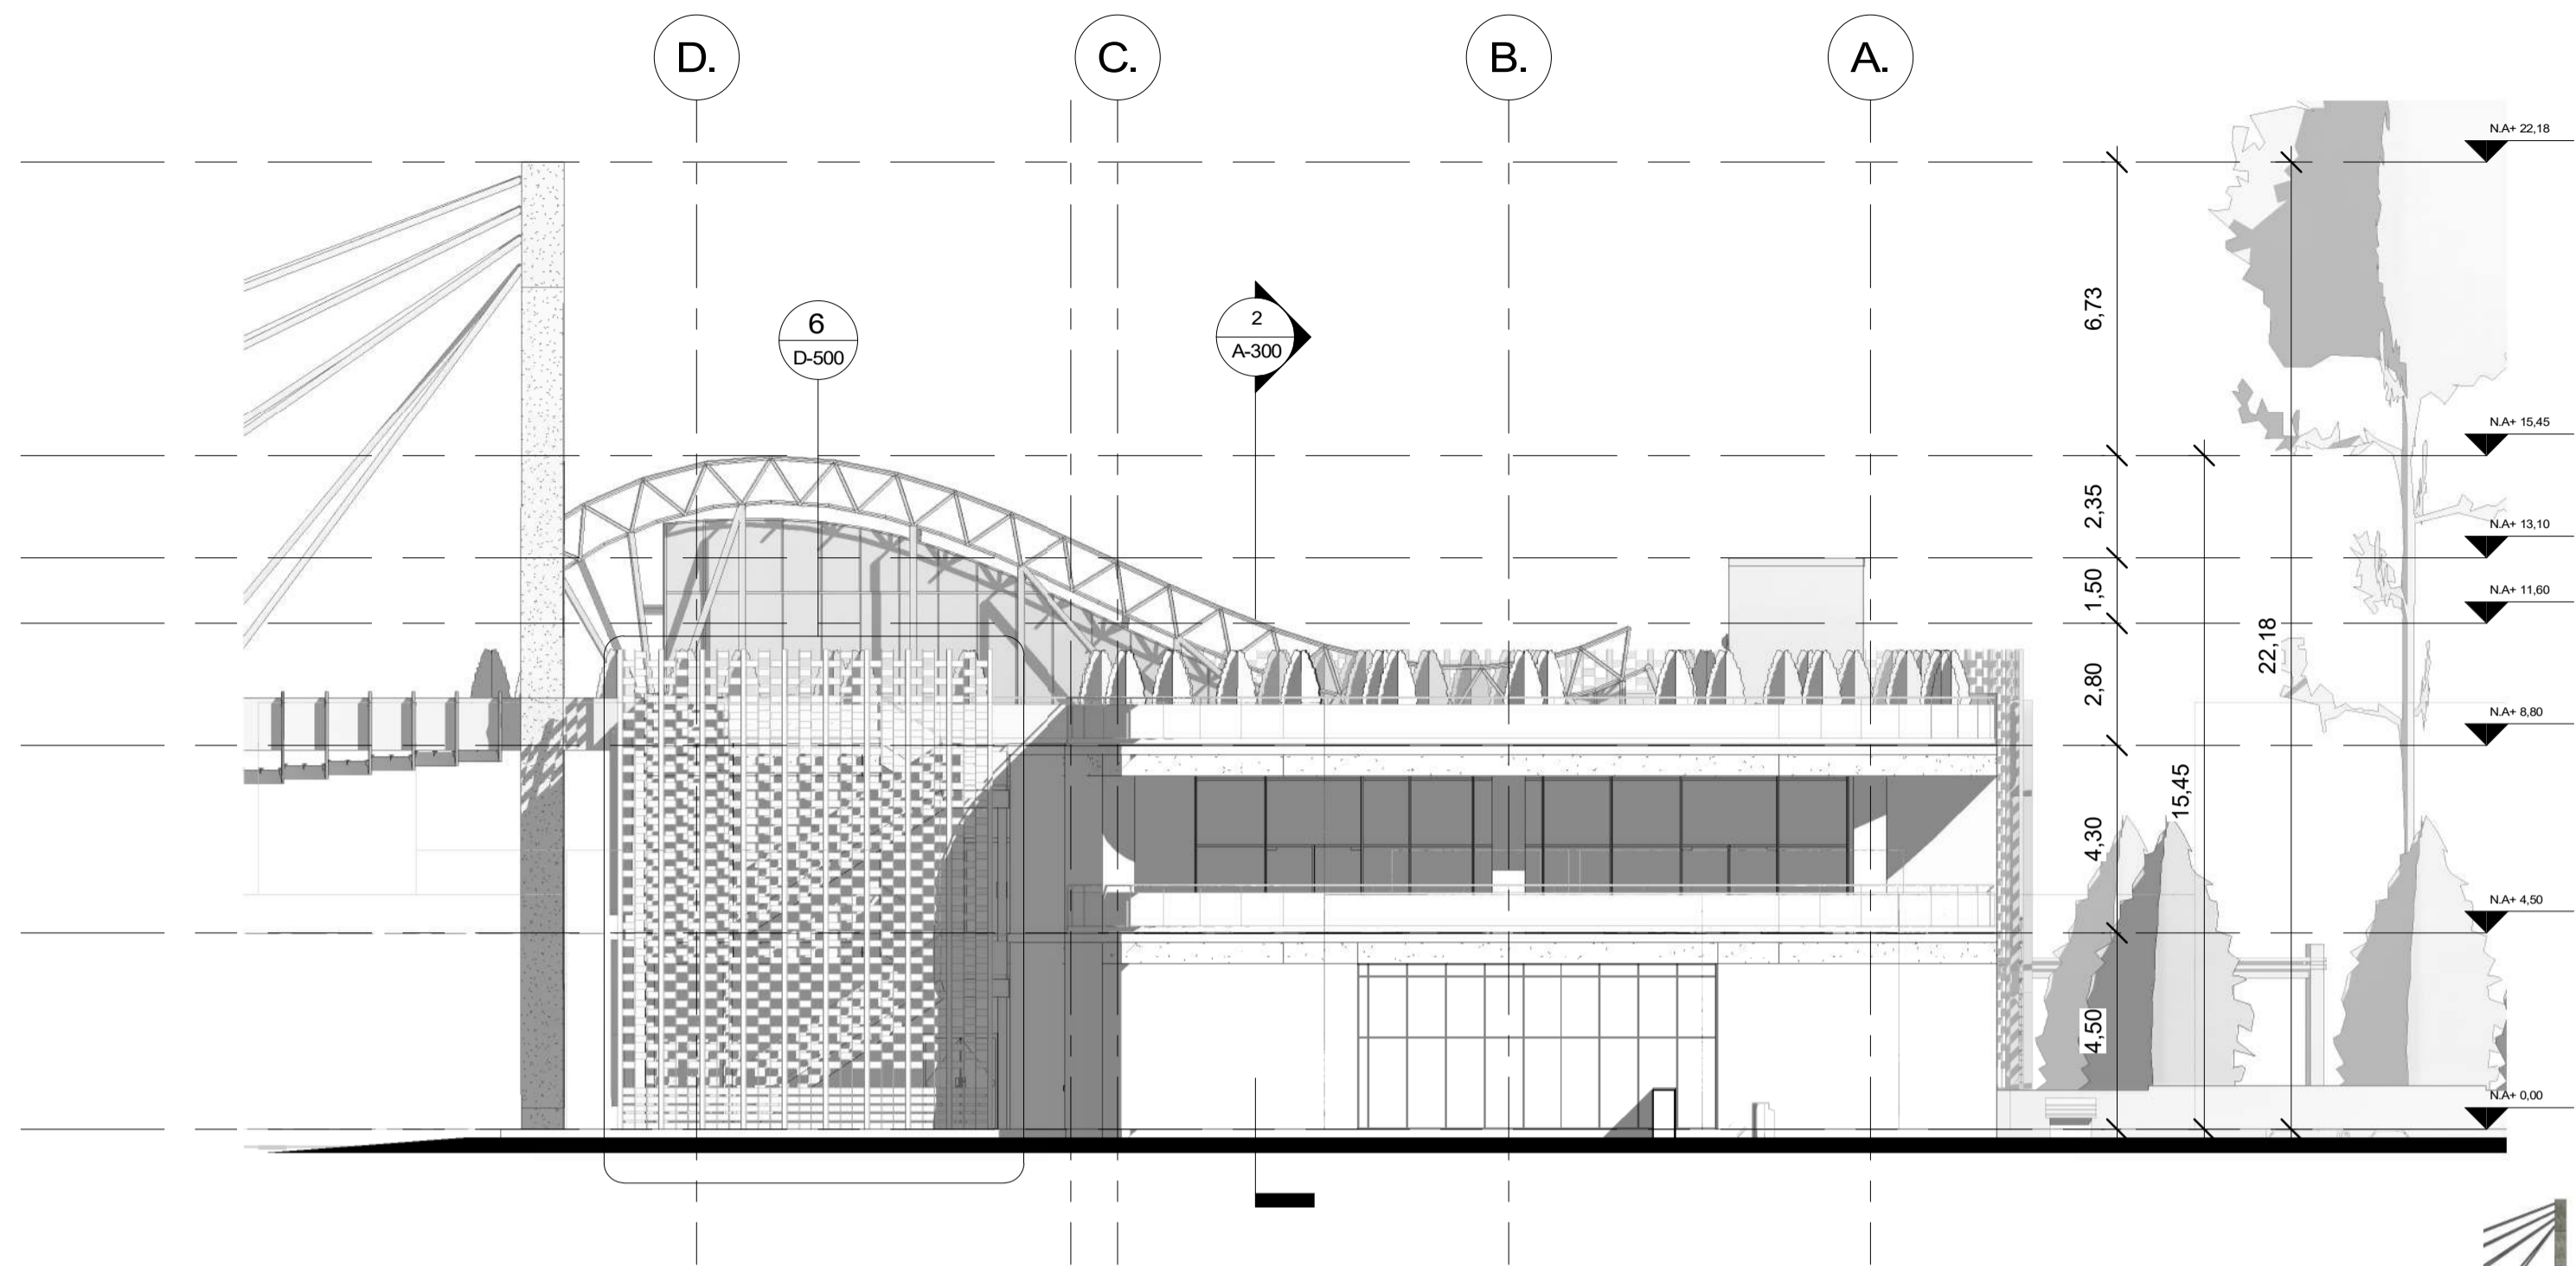 D.
C.
B.
A.
N.A+ 22,18
6
D-500
2
A-300
6,73
N.A+ 15,45
2,35
N.A+ 13,10
1,50
N.A+ 11,60
22,18
2,80
N.A+ 8,80
15,45
4,30
N.A+ 4,50
4,50
N.A+ 0,00